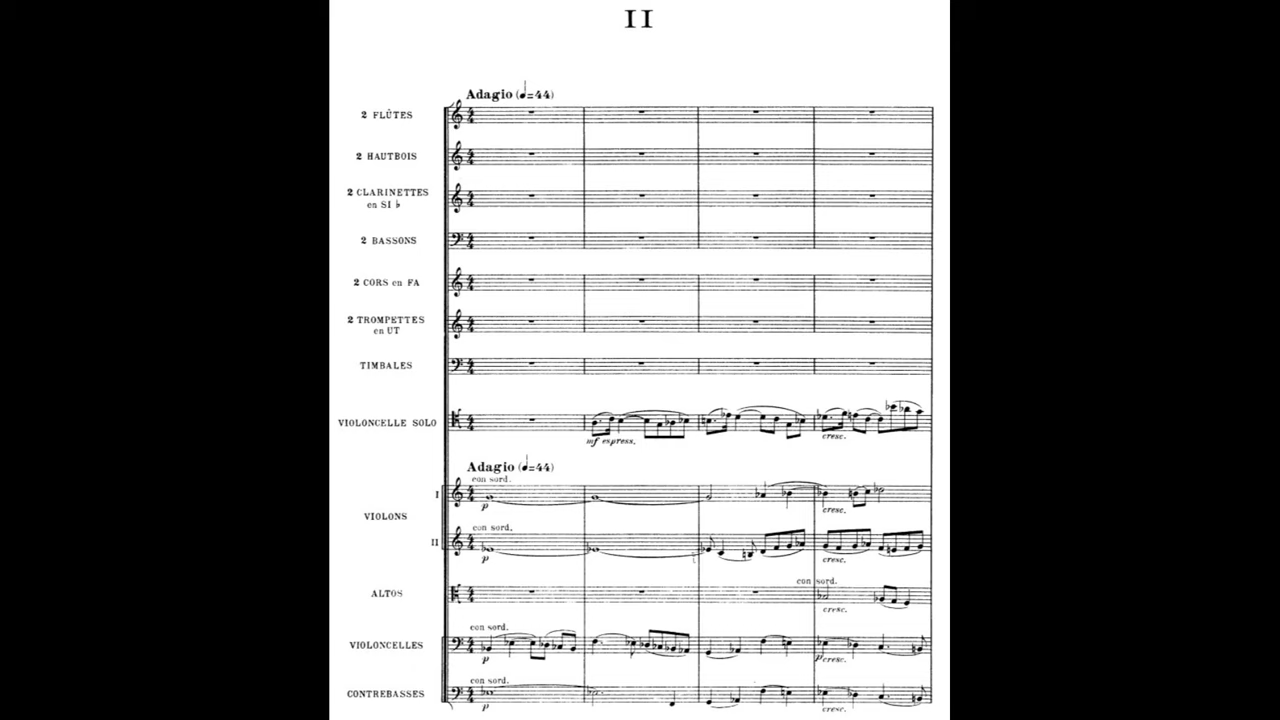 II
Adagio (♩=44)
2 FLÛTES
2 HAUTBOIS
2 CLARINETTES
en SI ♭
2 BASSONS
2 CORS en FA
2 TROMPETTES
en UT
TIMBALES
VIOLONCELLE SOLO
mf espress.
cresc.
Adagio (♩=44)
con sord.
I
p
cresc.
VIOLONS
con sord.
II
p
cresc.
con sord.
ALTOS
cresc.
con sord.
VIOLONCELLES
p
p cresc.
con sord.
CONTREBASSES
p
cresc.